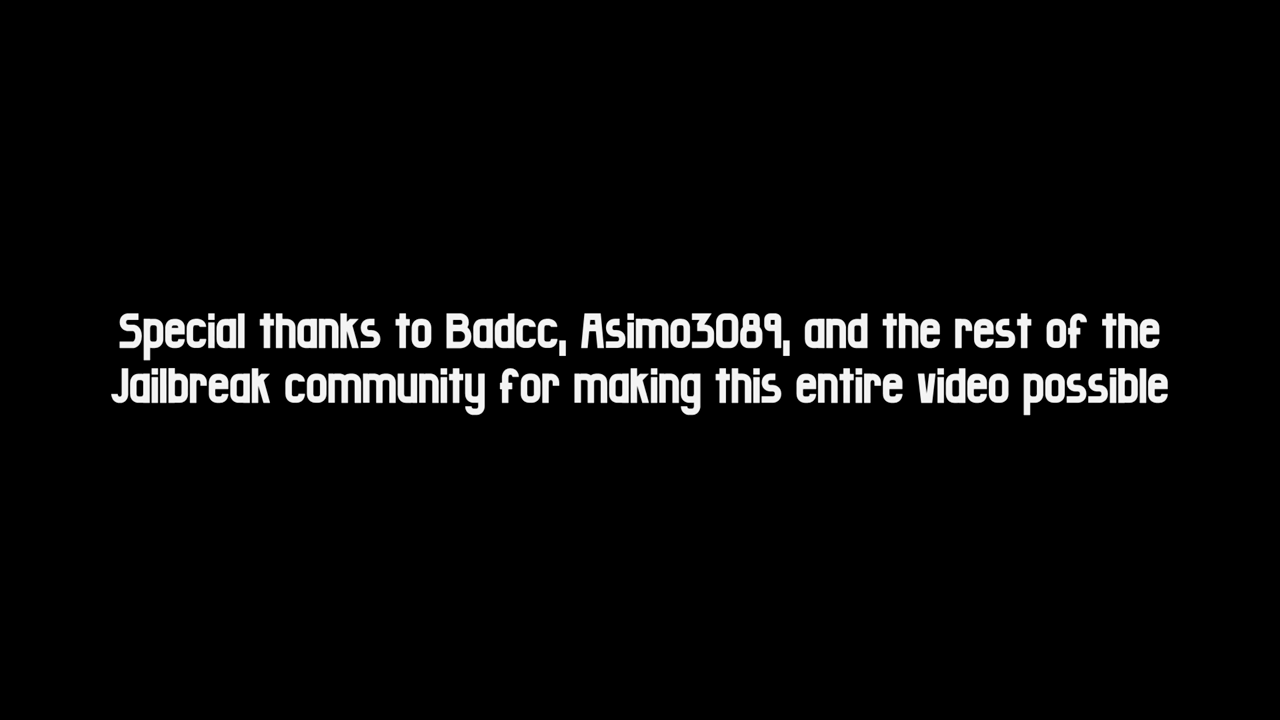 Special thanks to Badcc, Asimo3089, and the rest of the
Jailbreak community for making this entire video possible